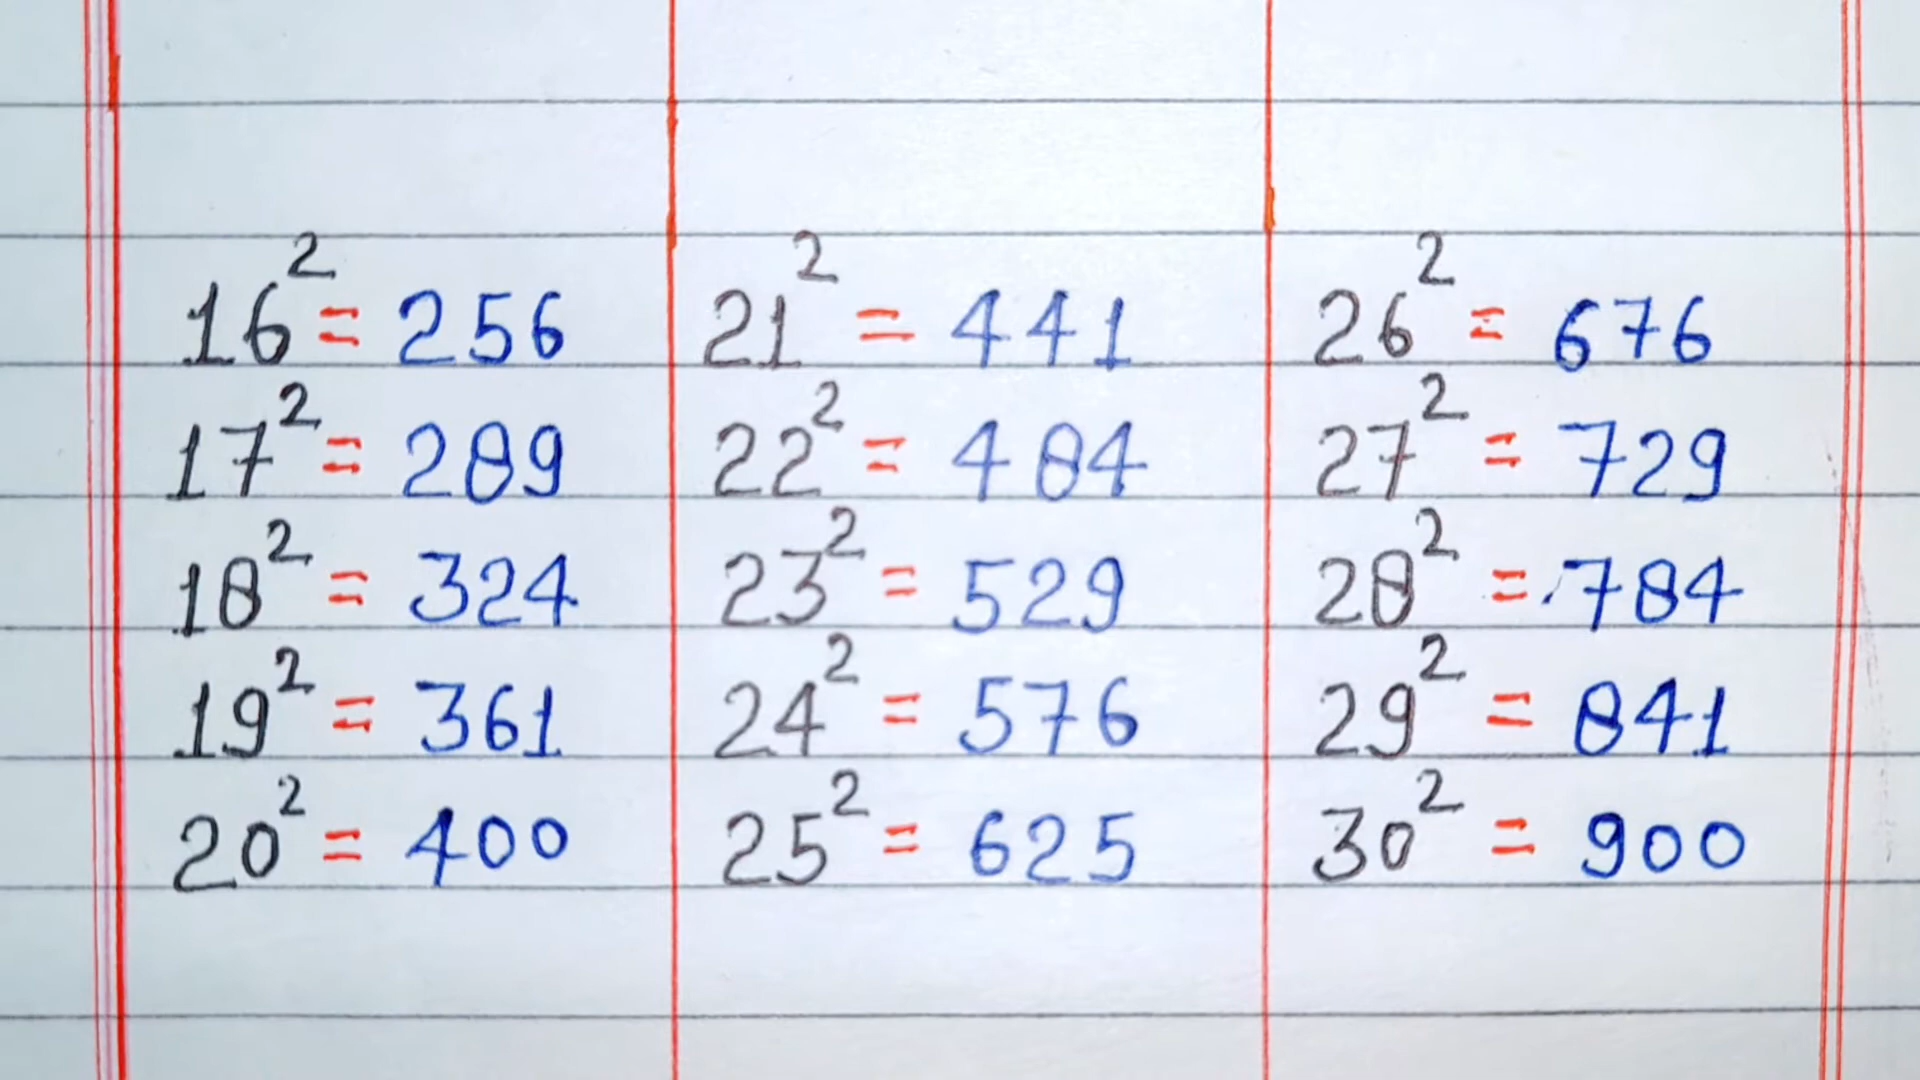 16² = 256
17² = 289
18² = 324
19² = 361
20² = 400
21² = 441
22² = 484
23² = 529
24² = 576
25² = 625
26² = 676
27² = 729
28² = 784
29² = 841
30² = 900